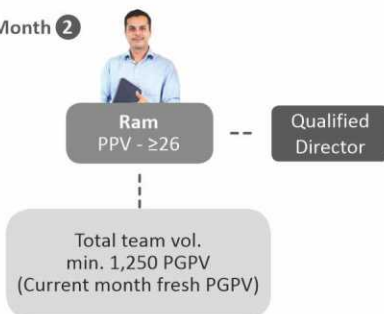 Month 2
Ram
PPV - ≥26
Qualified
Director
Total team vol.
min. 1,250 PGPV
(Current month fresh PGPV)